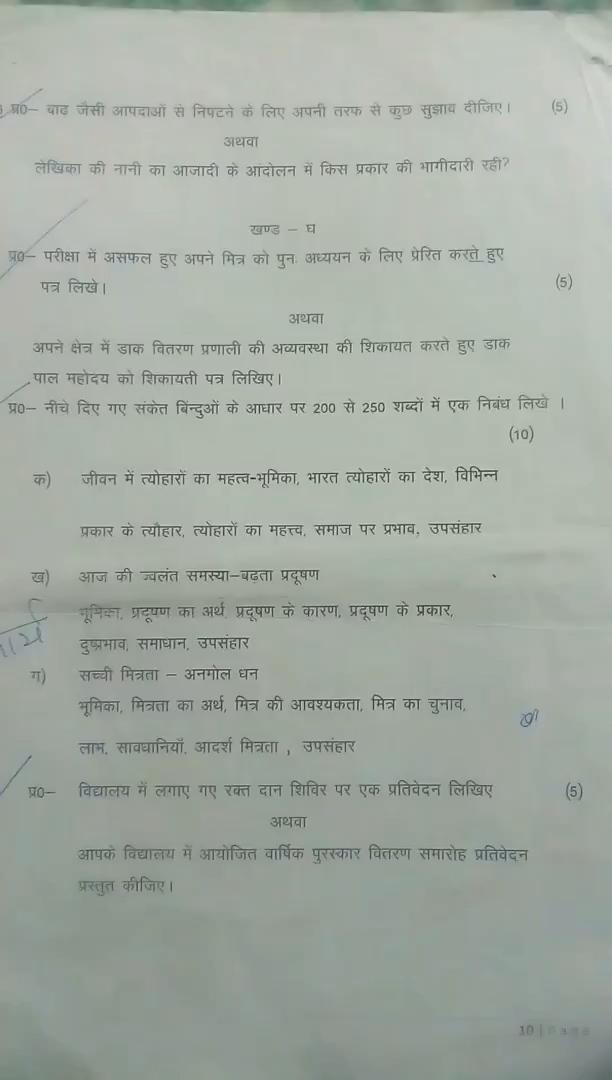 प्र0– बाढ जैसी आपदाओं से निपटने के लिए अपनी तरफ से कुछ सुझाव दीजिए। (5)
अथवा
लेखिका की नानी का आजादी के आंदोलन में किस प्रकार की भागीदारी रही?
खण्ड – घ
प्र0– परीक्षा में असफल हुए अपने मित्र को पुनः अध्ययन के लिए प्रेरित करते हुए
पत्र लिखे। (5)
अथवा
अपने क्षेत्र में डाक वितरण प्रणाली की अव्यवस्था की शिकायत करते हुए डाक
पाल महोदय को शिकायती पत्र लिखिए।
प्र0– नीचे दिए गए संकेत बिंन्दुओं के आधार पर 200 से 250 शब्दों में एक निबंध लिखे ।
(10)
क) जीवन में त्योहारों का महत्व-भूमिका, भारत त्योहारों का देश, विभिन्न
प्रकार के त्यौहार, त्योहारों का महत्त्व, समाज पर प्रभाव, उपसंहार
ख) आज की ज्वलंत समस्या–बढ़ता प्रदूषण
भूमिका, प्रदूषण का अर्थ, प्रदूषण के कारण, प्रदूषण के प्रकार,
दुष्प्रभाव, समाधान, उपसंहार
ग) सच्ची मित्रता – अनमोल धन
भूमिका, मित्रता का अर्थ, मित्र की आवश्यकता, मित्र का चुनाव,
लाभ, सावधानियाँ, आदर्श मित्रता , उपसंहार
प्र0– विद्यालय में लगाए गए रक्त दान शिविर पर एक प्रतिवेदन लिखिए (5)
अथवा
आपके विद्यालय में आयोजित वार्षिक पुरस्कार वितरण समारोह प्रतिवेदन
प्रस्तुत कीजिए।
10 | Page